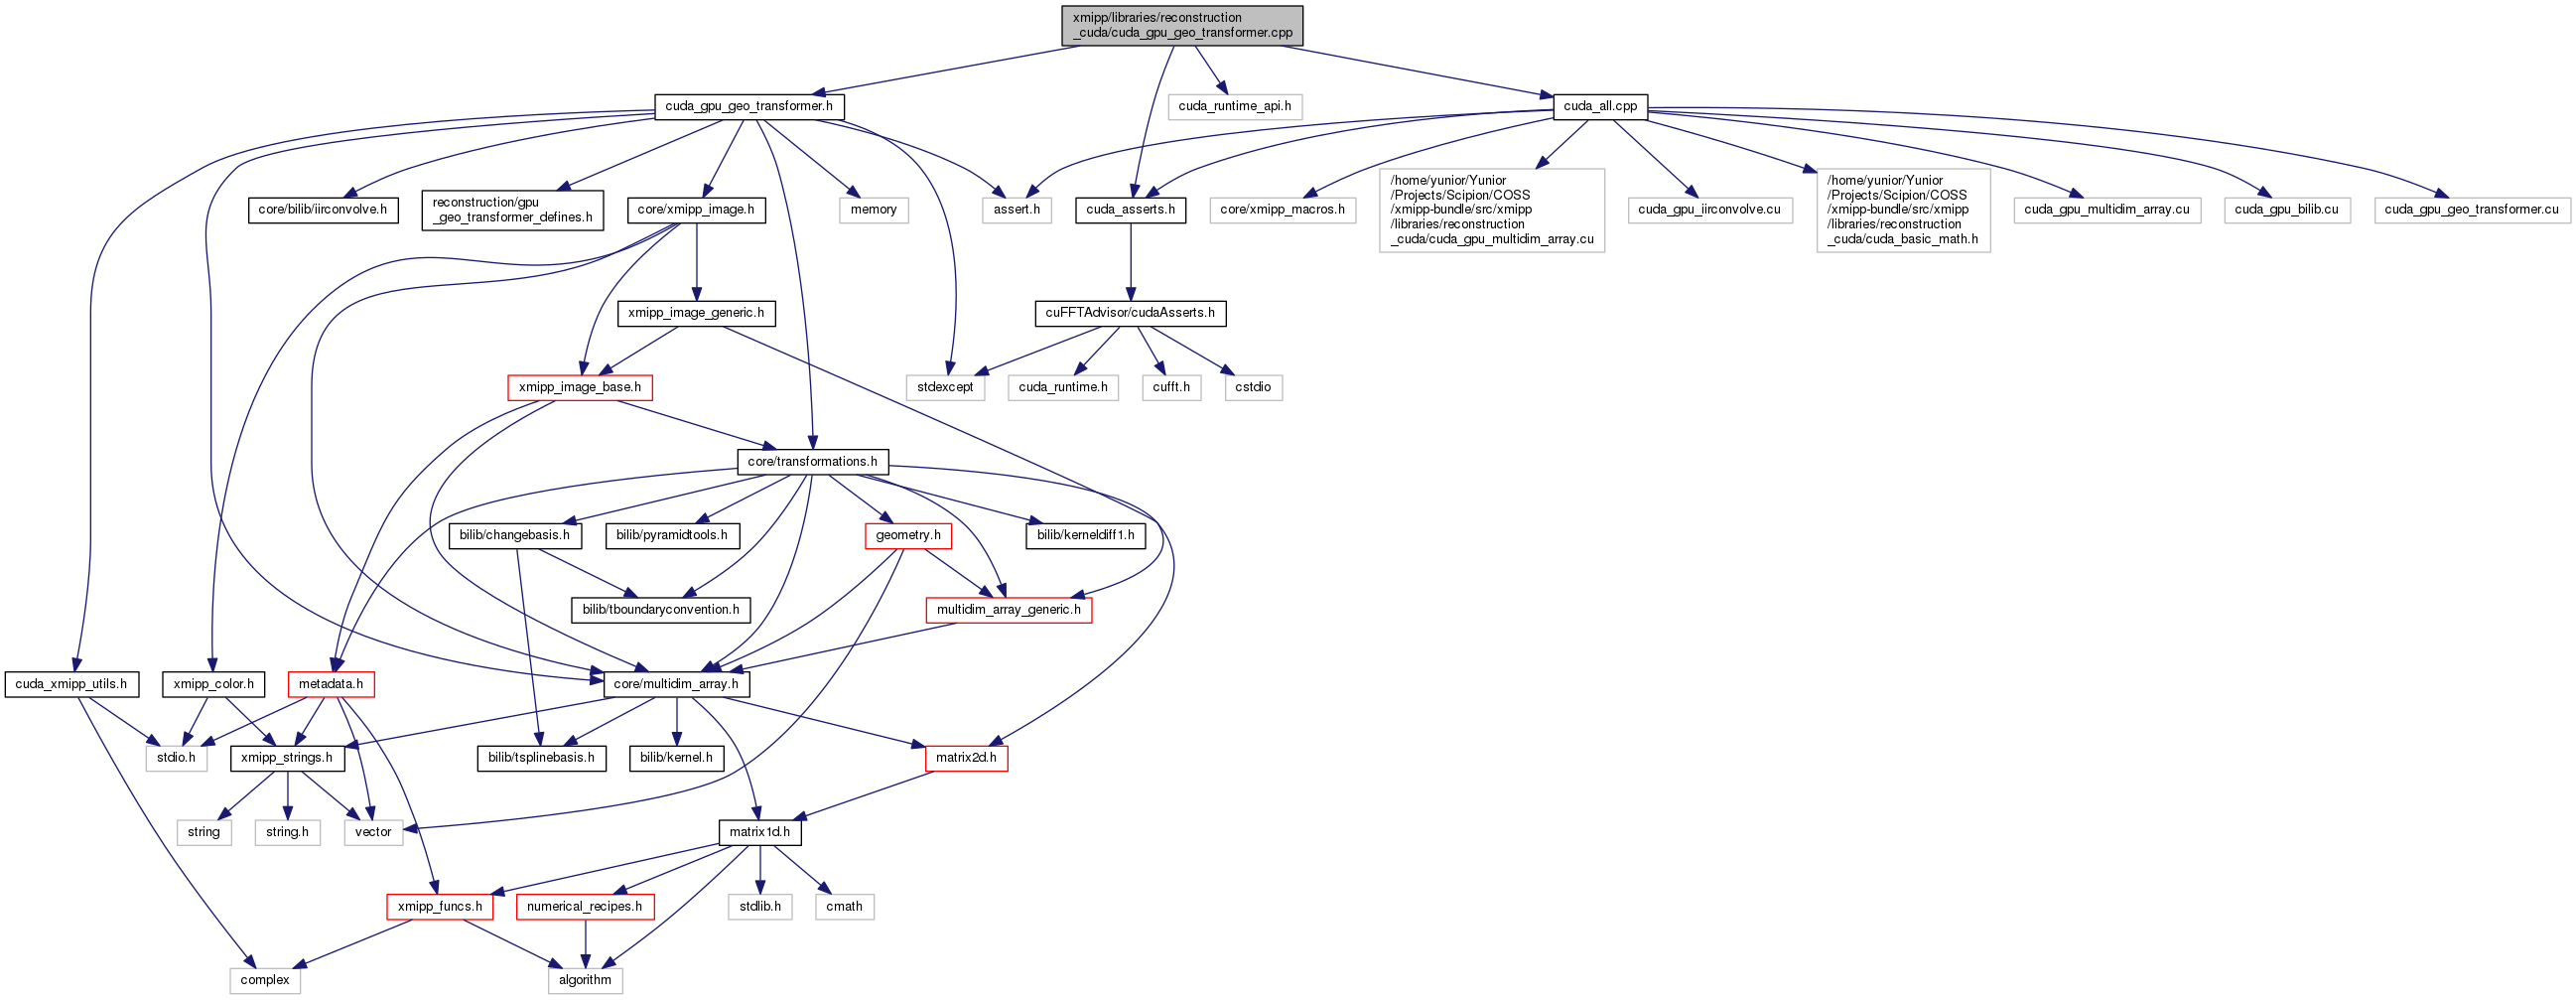 xmipp/libraries/reconstruction
_cuda/cuda_gpu_geo_transformer.cpp
cuda_gpu_geo_transformer.h
cuda_runtime_api.h
cuda_all.cpp
core/bilib/iirconvolve.h
reconstruction/gpu
_geo_transformer_defines.h
core/xmipp_image.h
memory
assert.h
cuda_asserts.h
core/xmipp_macros.h
/home/yunior/Yunior
/Projects/Scipion/COSS
/xmipp-bundle/src/xmipp
/libraries/reconstruction
_cuda/cuda_gpu_multidim_array.cu
cuda_gpu_iirconvolve.cu
/home/yunior/Yunior
/Projects/Scipion/COSS
/xmipp-bundle/src/xmipp
/libraries/reconstruction
_cuda/cuda_basic_math.h
cuda_gpu_multidim_array.cu
cuda_gpu_bilib.cu
cuda_gpu_geo_transformer.cu
xmipp_image_generic.h
cuFFTAdvisor/cudaAsserts.h
xmipp_image_base.h
stdexcept
cuda_runtime.h
cufft.h
cstdio
core/transformations.h
bilib/changebasis.h
bilib/pyramidtools.h
geometry.h
bilib/kerneldiff1.h
bilib/tboundaryconvention.h
multidim_array_generic.h
cuda_xmipp_utils.h
xmipp_color.h
metadata.h
core/multidim_array.h
stdio.h
xmipp_strings.h
bilib/tsplinebasis.h
bilib/kernel.h
matrix2d.h
string
string.h
vector
matrix1d.h
xmipp_funcs.h
numerical_recipes.h
stdlib.h
cmath
complex
algorithm